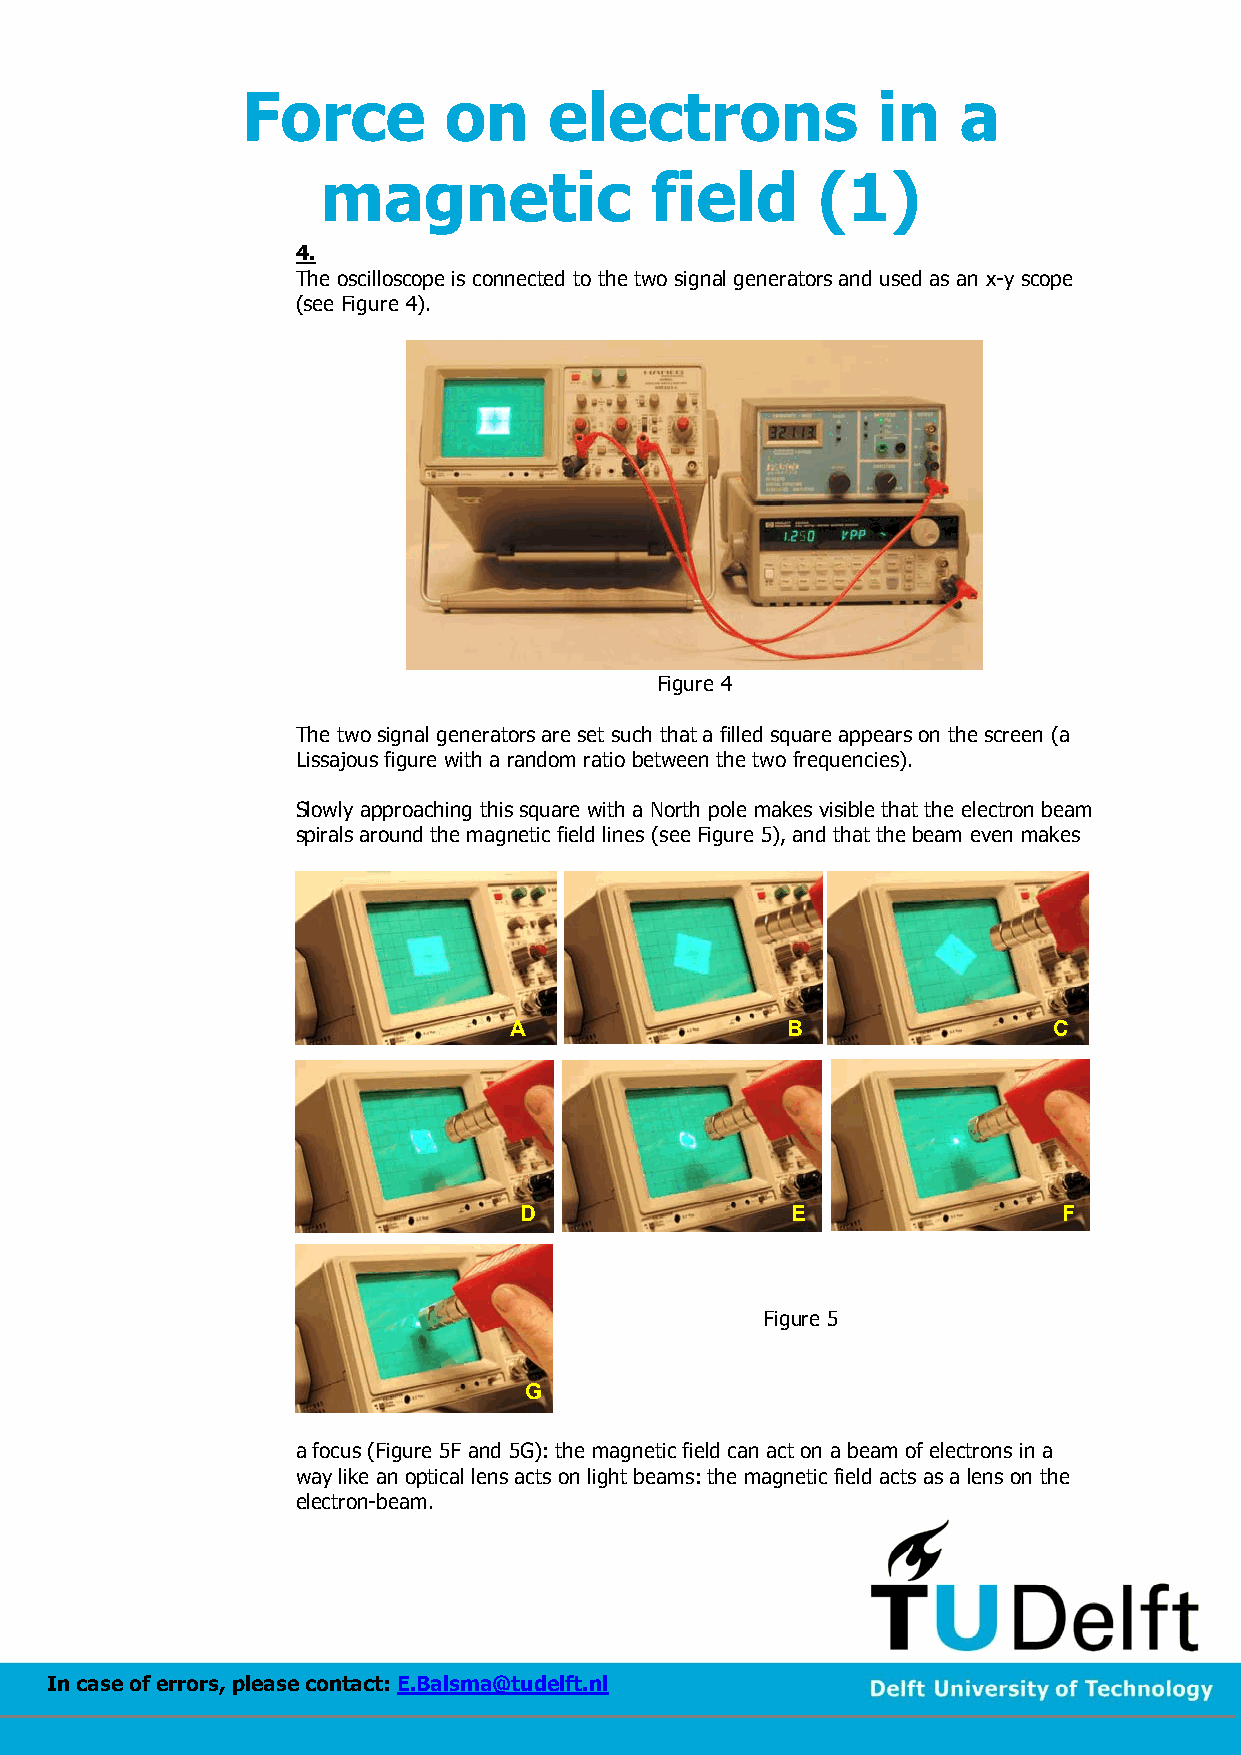 Force on electrons in a
magnetic field (1)
4.
The oscilloscope is connected to the two signal generators and used as an x-y scope
(see Figure 4).
32113
1.250 VPP ~
Figure 4
The two signal generators are set such that a filled square appears on the screen (a
Lissajous figure with a random ratio between the two frequencies).
Slowly approaching this square with a North pole makes visible that the electron beam
spirals around the magnetic field lines (see Figure 5), and that the beam even makes
A B C
D E F
Figure 5
G
a focus (Figure 5F and 5G): the magnetic field can act on a beam of electrons in a
way like an optical lens acts on light beams: the magnetic field acts as a lens on the
electron-beam.
TUDelft
In case of errors, please contact: E.Balsma@tudelft.nl
Delft University of Technology